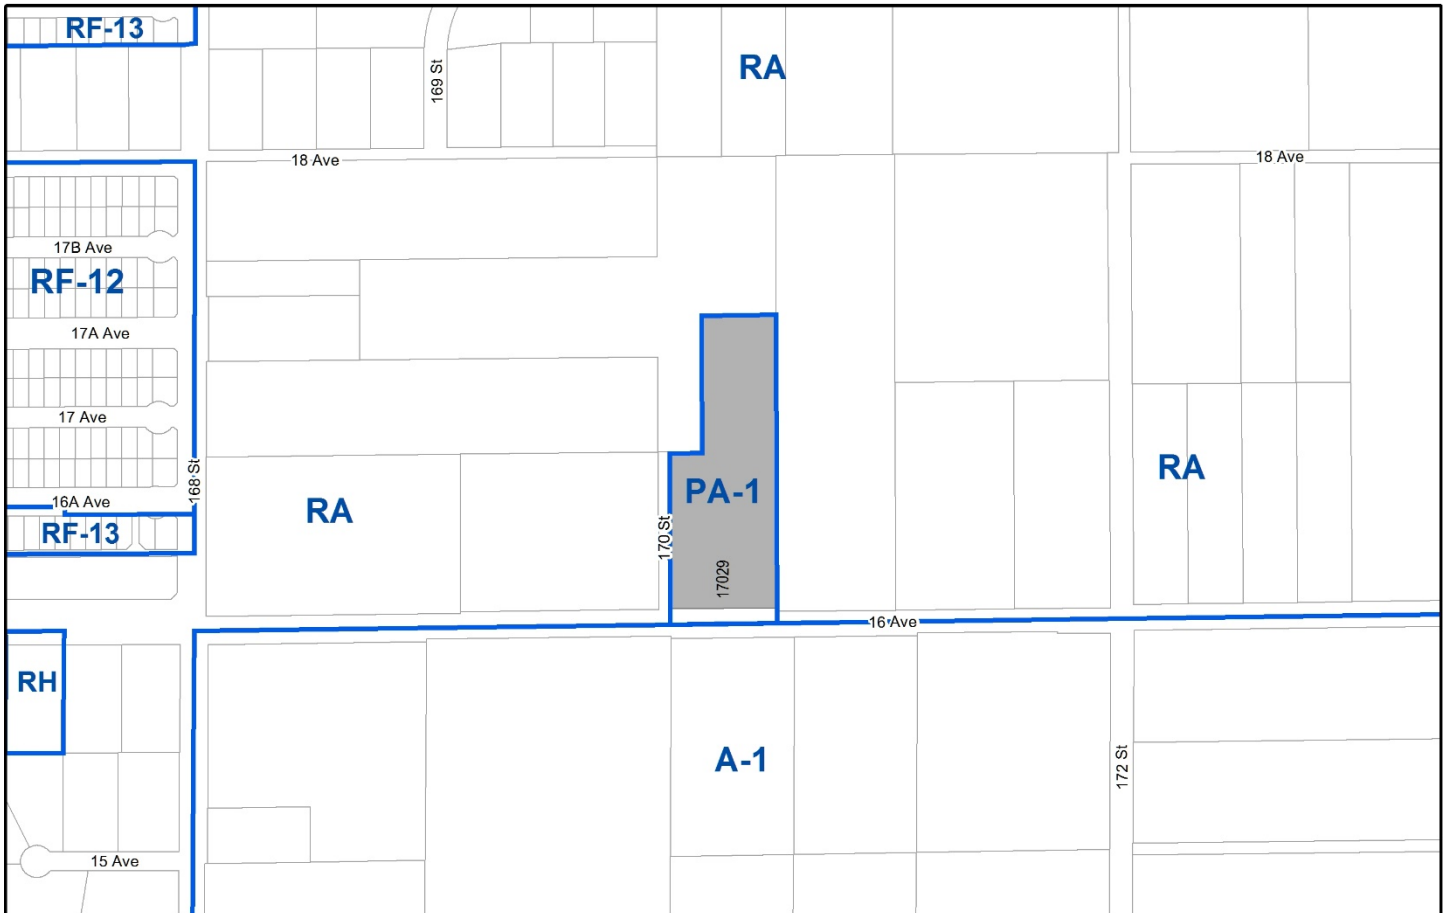 RF-13
RA
169 St
18 Ave
18 Ave
17B Ave
RF-12
17A Ave
17 Ave
168 St
RA
PA-1
RA
16A Ave
RF-13
170 St
17029
16 Ave
RH
A-1
172 St
15 Ave